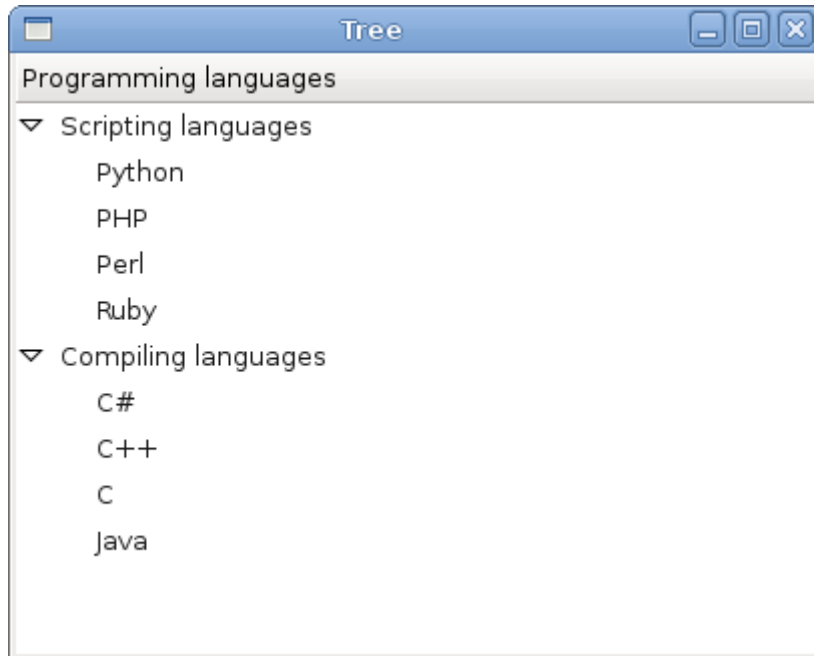 Tree
Programming languages
Scripting languages
Python
PHP
Perl
Ruby
Compiling languages
C#
C++
C
Java